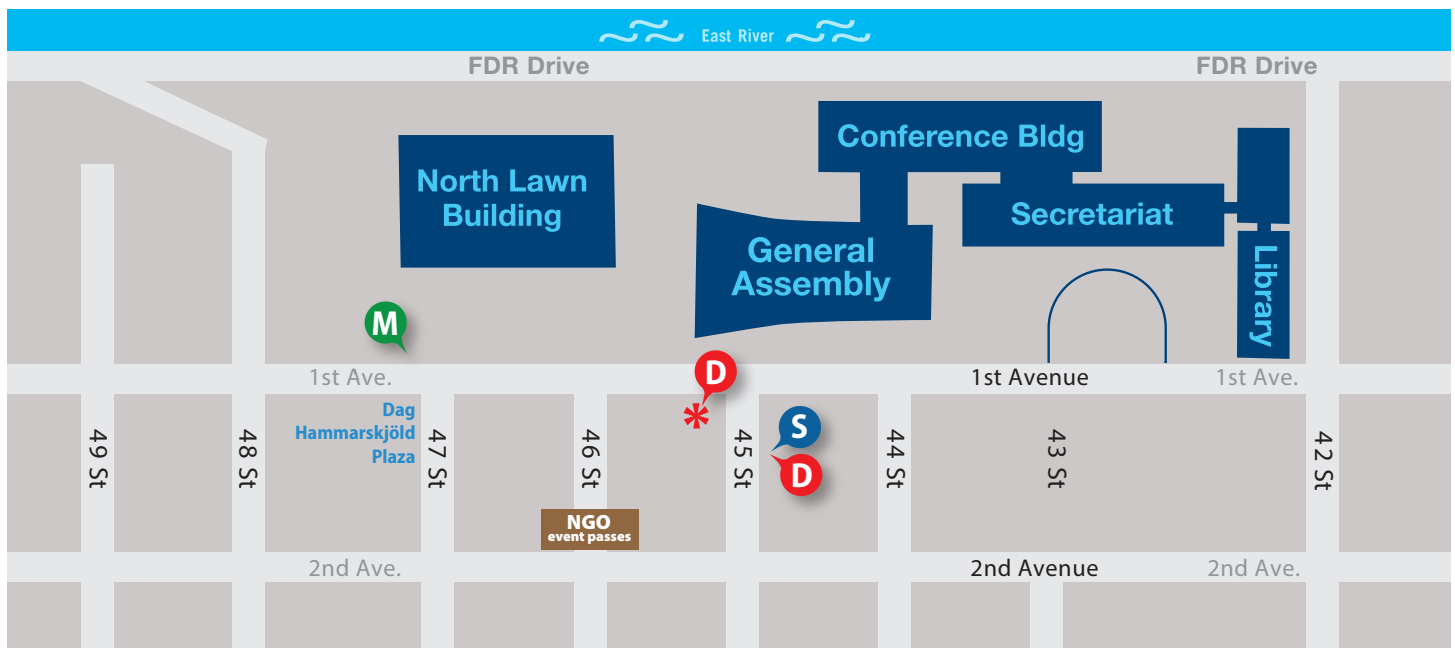 East River
FDR Drive
FDR Drive
Conference Bldg
North Lawn
Building
Secretariat
General
Assembly
Library
M
D
1st Ave.
1st Avenue
1st Ave.
*
Dag
Hammarskjöld
Plaza
S
D
49 St
48 St
47 St
46 St
45 St
44 St
43 St
42 St
NGO
event passes
2nd Ave.
2nd Avenue
2nd Ave.